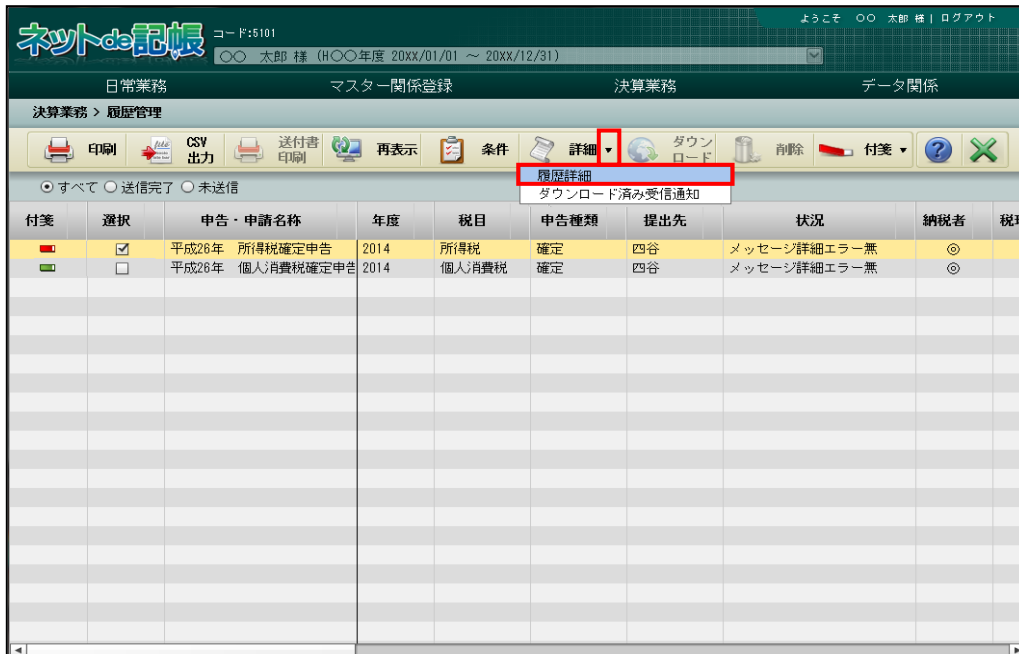 ようこそ ○○ 太郎 様 | ログアウト
ネットde記帳 コード:5101
○○ 太郎 様 (H○○年度 20XX/01/01 ～ 20XX/12/31)
日常業務 マスター関係登録 決算業務 データ関係
決算業務 > 履歴管理
印刷 CSV出力 送付書印刷 再表示 条件 詳細 ダウンロード 削除 付箋
履歴詳細
ダウンロード済み受信通知
すべて 送信完了 未送信
付箋 選択 申告・申請名称 年度 税目 申告種類 提出先 状況 納税者
平成26年 所得税確定申告 2014 所得税 確定 四谷 メッセージ詳細エラー無 ◎
平成26年 個人消費税確定申告 2014 個人消費税 確定 四谷 メッセージ詳細エラー無 ◎